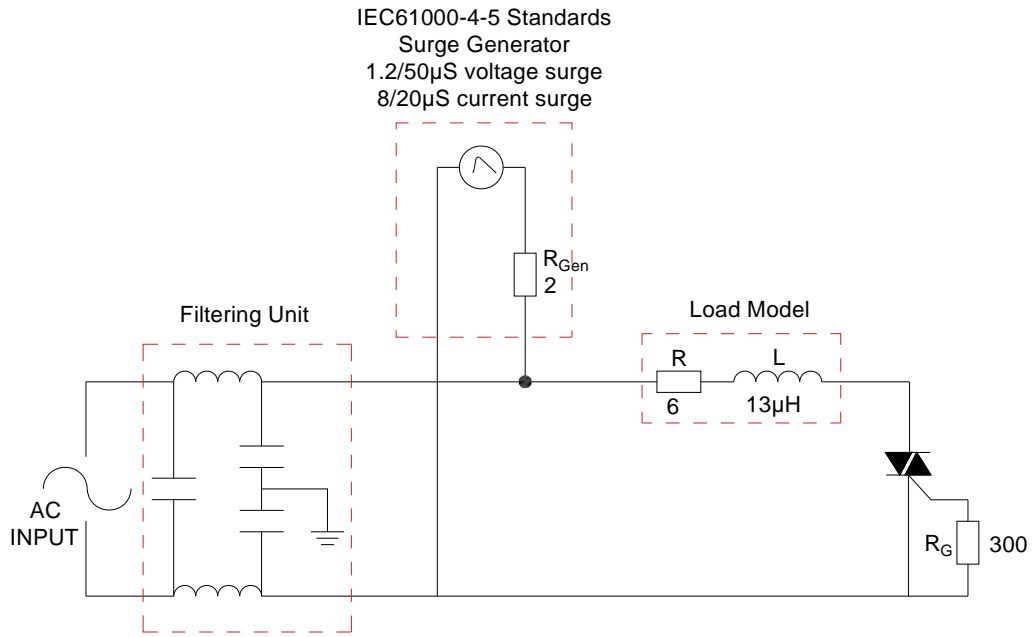 IEC61000-4-5 Standards
Surge Generator
1.2/50µS voltage surge
8/20µS current surge
RGen
2
Filtering Unit
Load Model
R
L
6
13µH
AC
INPUT
RG
300